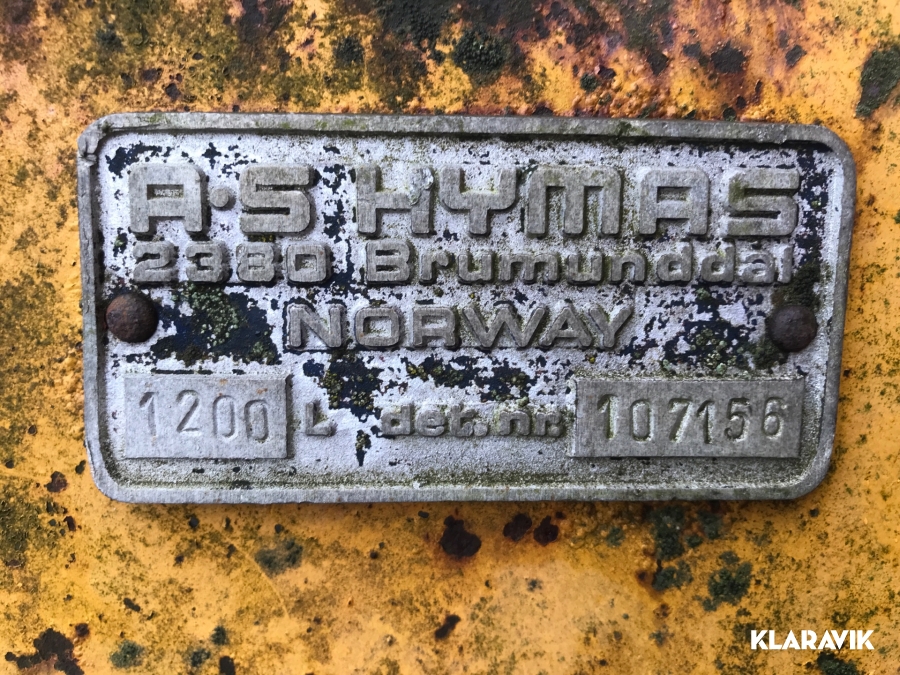 A·S HYMAS
2380 Brumunddal
NORWAY
1200 L det.nr. 107156
KLARAVIK